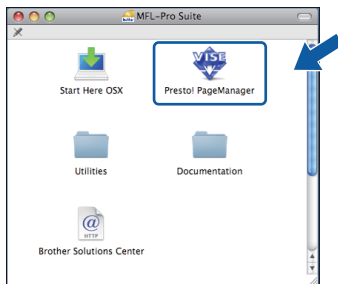 MFL-Pro Suite
VISE
Start Here OSX
Presto! PageManager
Utilities
Documentation
@
HTTP
Brother Solutions Center